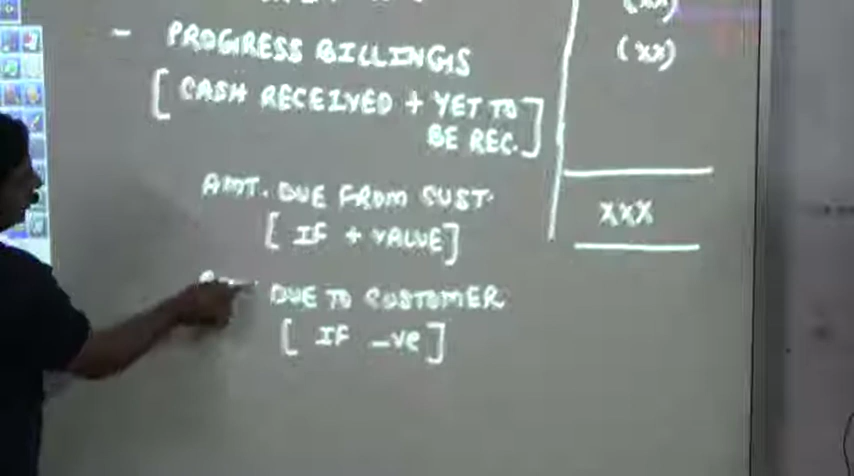 (xx)
- PROGRESS BILLINGS (xx)
[ CASH RECEIVED + YET TO
BE REC. ]
AMT. DUE FROM CUST. xxx
[ IF + VALUE ]
DUE TO CUSTOMER
[ IF -ve ]